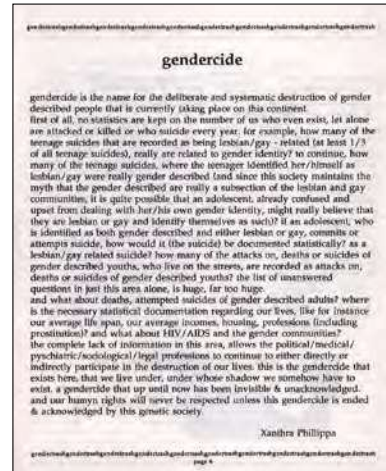 gendertrashgendertrashgendertrashgendertrashgendertrashgendertrashgendertrash
gendercide
gendercide is the name for the deliberate and systematic destruction of gender
described people that is currently taking place on this continent.
first of all, no statistics are kept on the number of us who even exist, let alone
are attacked or killed or who suicide every year. for example, how many of the
teenage suicides that are recorded as being lesbian/gay - related (at least 1/3
of all teenage suicides), really are related to gender identity? to continue, how
many of the teenage suicides, where the teenager identified her/himself as
lesbian/gay were really gender described (and since this society maintains the
myth that the gender described are really a subsection of the lesbian and gay
communities, it is quite possible that an adolescent, already confused and
upset from dealing with her/his own gender identity, might really believe that
they are lesbian or gay and identify themselves as such)? if an adolescent, who
is identified as both gender described and either lesbian or gay, commits or
attempts suicide, how would it (the suicide) be documented statistically? as a
lesbian/gay related suicide? how many of the attacks on, deaths or suicides of
gender described youths, who live on the streets, are recorded as attacks on,
deaths or suicides of gender described youths? the list of unanswered
questions in just this area alone, is huge, far too huge.
and what about deaths, attempted suicides of gender described adults? where
is the necessary statistical documentation regarding our lives, like for instance
our average life span, our average incomes, housing, professions (including
prostitution)? and what about HIV/AIDS and the gender communities?
the complete lack of information in this area, allows the political/medical/
pyschiatric/sociological/legal professions to continue to either directly or
indirectly participate in the destruction of our lives. this is the gendercide that
exists here, that we live under, under whose shadow we somehow have to
exist. a gendercide that up until now has been invisible & unacknowledged.
and our humyn rights will never be respected unless this gendercide is ended
& acknowledged by this genetic society.
Xanthra Phillippa
gendertrashgendertrashgendertrashgendertrashgendertrashgendertrashgendertrash
page 4